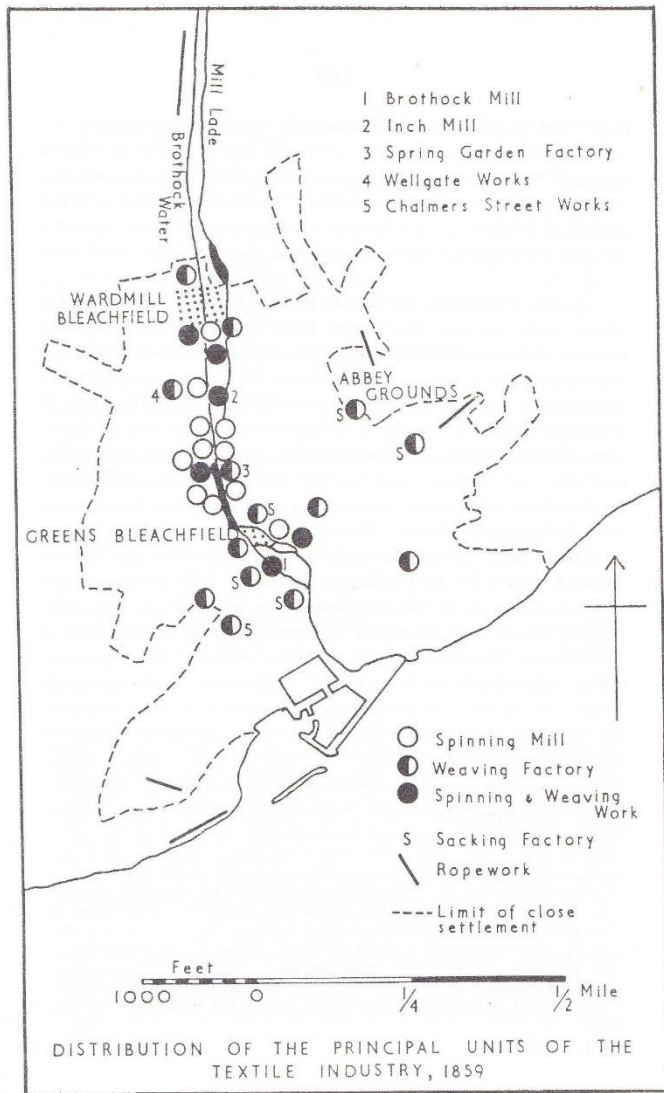 Mill Lade
Brothock Water
1 Brothock Mill
2 Inch Mill
3 Spring Garden Factory
4 Wellgate Works
5 Chalmers Street Works
WARDMILL
BLEACHFIELD
ABBEY
GROUNDS
S
4
2
S
3
S
GREENS BLEACHFIELD
1
S
S
5
Spinning Mill
Weaving Factory
Spinning & Weaving
Work
S Sacking Factory
Ropework
Limit of close
settlement
Feet
1000 0 1/4 1/2 Mile
DISTRIBUTION OF THE PRINCIPAL UNITS OF THE
TEXTILE INDUSTRY, 1859